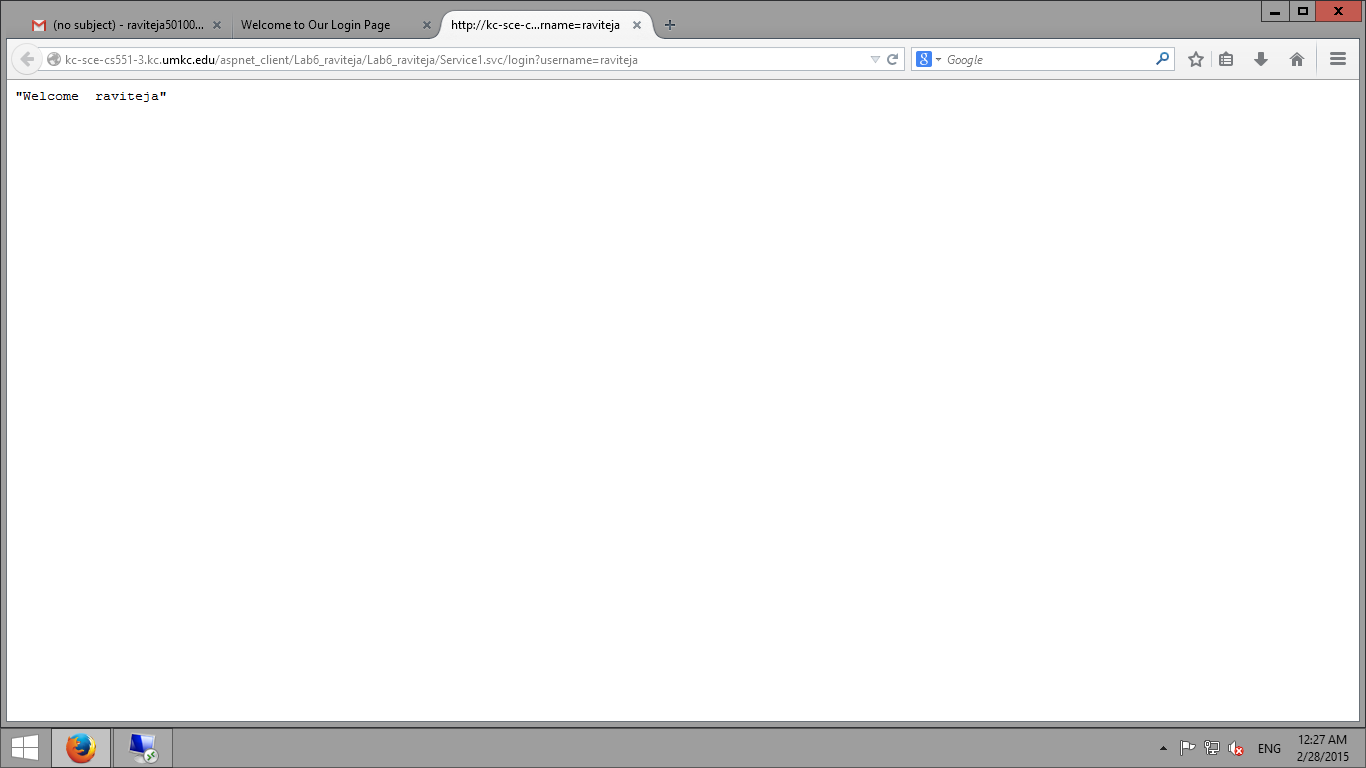 (no subject) - raviteja50100...
Welcome to Our Login Page
http://kc-sce-c...rname=raviteja
kc-sce-cs551-3.kc.umkc.edu/aspnet_client/Lab6_raviteja/Lab6_raviteja/Service1.svc/login?username=raviteja
Google
"Welcome  raviteja"
ENG
12:27 AM
2/28/2015